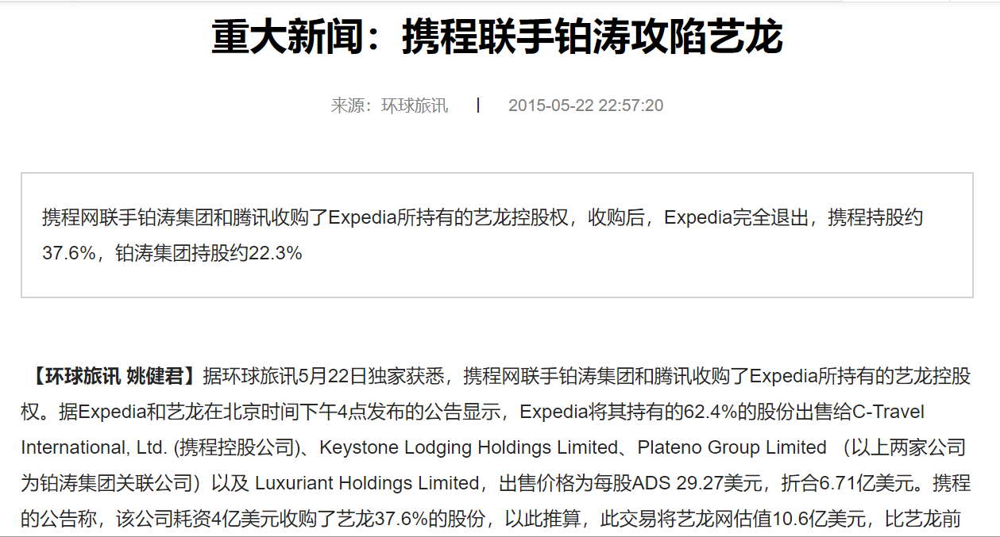 重大新闻：携程联手铂涛攻陷艺龙
来源：环球旅讯 | 2015-05-22 22:57:20
携程网联手铂涛集团和腾讯收购了Expedia所持有的艺龙控股权，收购后，Expedia完全退出，携程持股约
37.6%，铂涛集团持股约22.3%
【环球旅讯 姚健君】据环球旅讯5月22日独家获悉，携程网联手铂涛集团和腾讯收购了Expedia所持有的艺龙控股
权。据Expedia和艺龙在北京时间下午4点发布的公告显示，Expedia将其持有的62.4%的股份出售给C-Travel
International, Ltd. (携程控股公司)、Keystone Lodging Holdings Limited、Plateno Group Limited （以上两家公司
为铂涛集团关联公司）以及 Luxuriant Holdings Limited，出售价格为每股ADS 29.27美元，折合6.71亿美元。携程
的公告称，该公司耗资4亿美元收购了艺龙37.6%的股份，以此推算，此交易将艺龙网估值10.6亿美元，比艺龙前